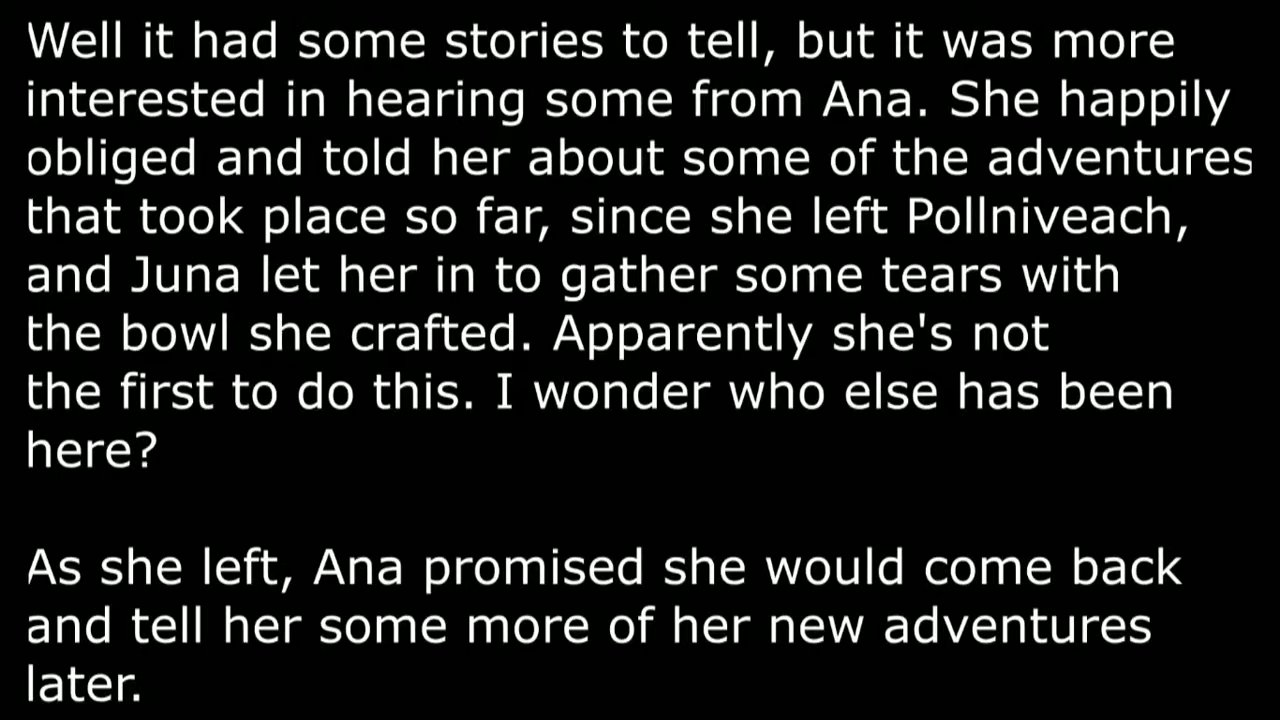 Well it had some stories to tell, but it was more
interested in hearing some from Ana. She happily
obliged and told her about some of the adventures
that took place so far, since she left Pollniveach,
and Juna let her in to gather some tears with
the bowl she crafted. Apparently she's not
the first to do this. I wonder who else has been
here?
As she left, Ana promised she would come back
and tell her some more of her new adventures
later.